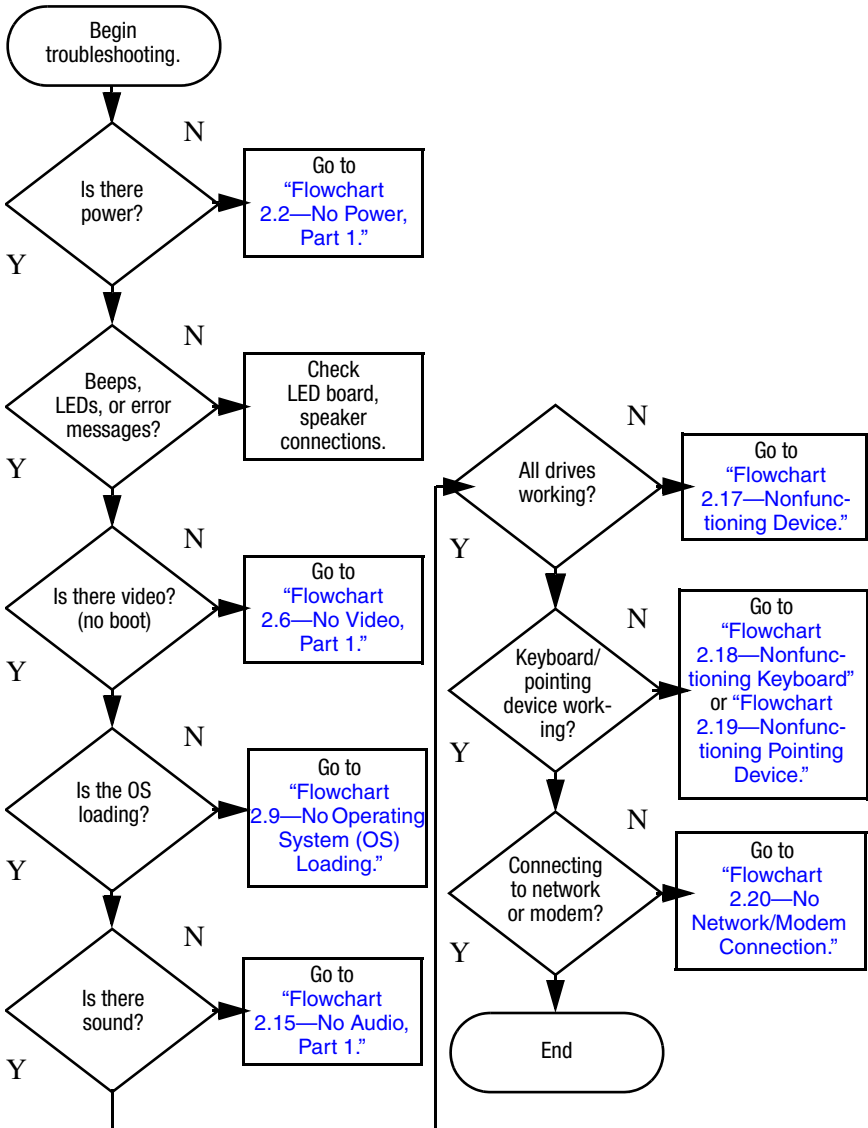 Begin
troubleshooting.
N
Is there
power?
Go to
“Flowchart
2.2—No Power,
Part 1.”
Y
N
Beeps,
LEDs, or error
messages?
Check
LED board,
speaker
connections.
Y
N
Is there video?
(no boot)
Go to
“Flowchart
2.6—No Video,
Part 1.”
Y
N
Is the OS
loading?
Go to
“Flowchart
2.9—No Operating
System (OS)
Loading.”
Y
N
Is there
sound?
Go to
“Flowchart
2.15—No Audio,
Part 1.”
Y
N
All drives
working?
Go to
“Flowchart
2.17—Nonfunc-
tioning Device.”
Y
N
Keyboard/
pointing
device work-
ing?
Go to
“Flowchart
2.18—Nonfunc-
tioning Keyboard”
or “Flowchart
2.19—Nonfunc-
tioning Pointing
Device.”
Y
N
Connecting
to network
or modem?
Go to
“Flowchart
2.20—No
Network/Modem
Connection.”
Y
End